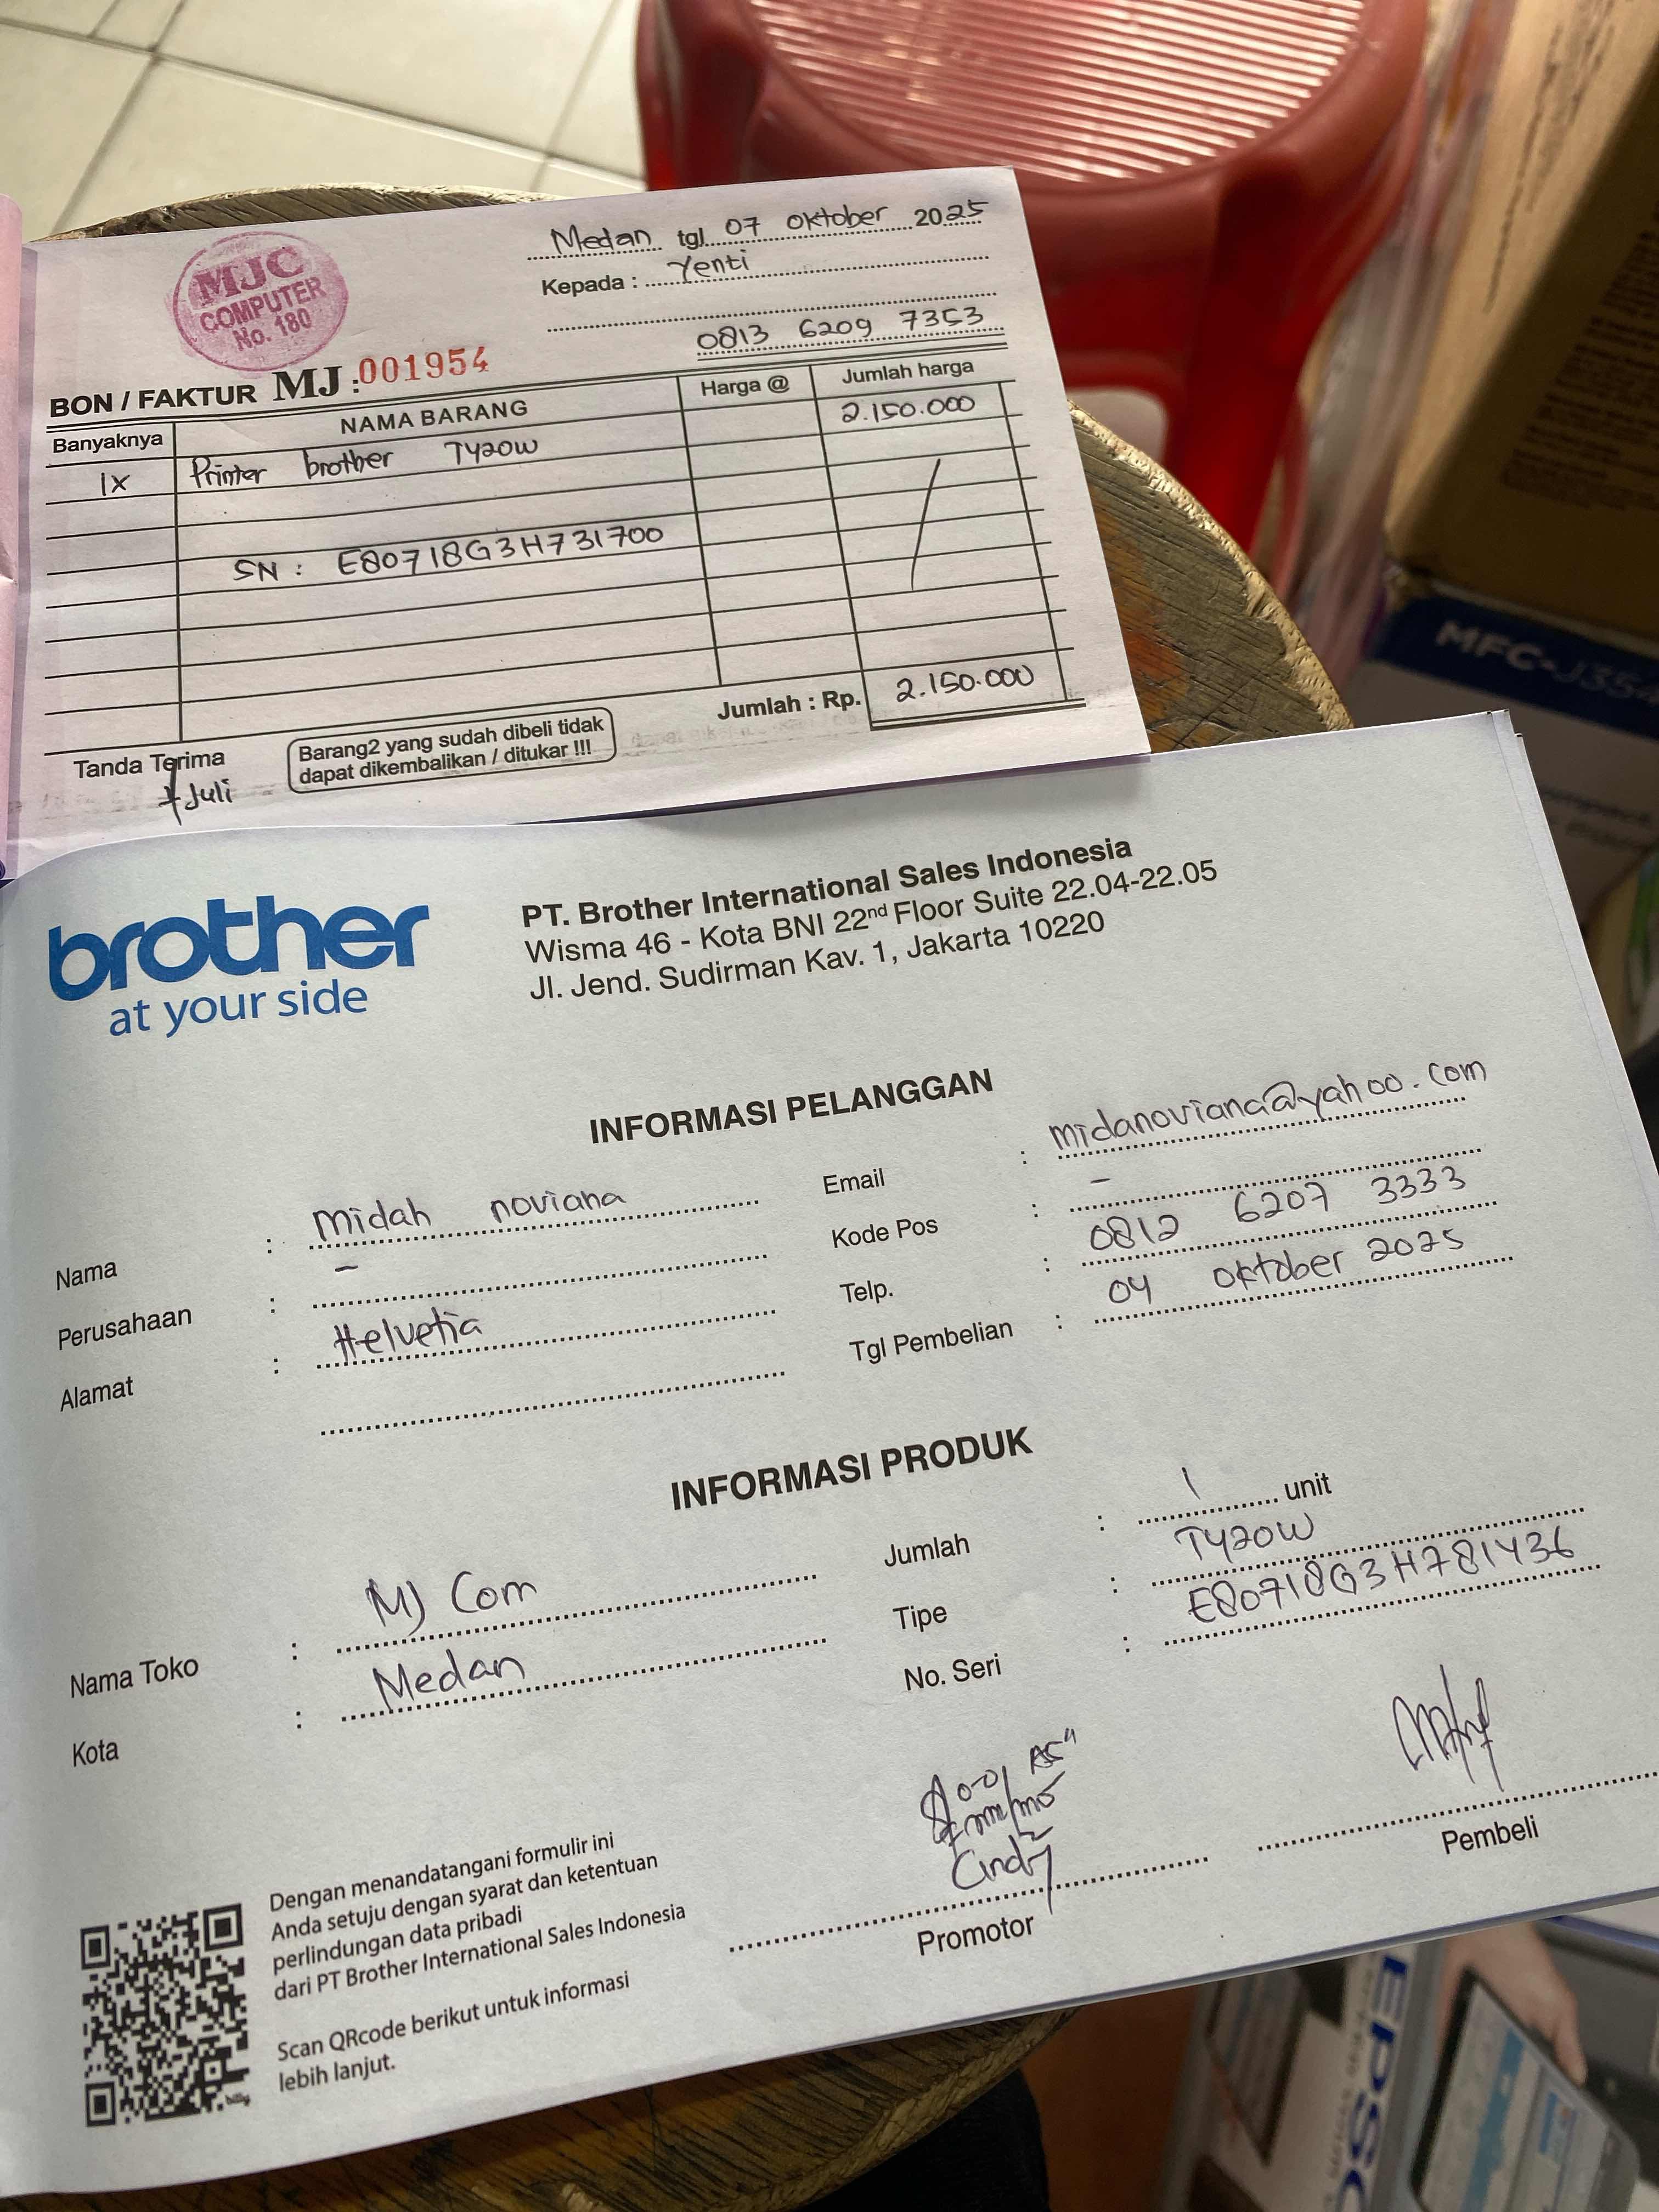 MJC
COMPUTER
No. 180
Medan tgl 07 Oktober 2025
Kepada : Yenti
0813 6209 7353
BON / FAKTUR MJ : 001954
Banyaknya NAMA BARANG Harga @ Jumlah harga
1x Printer brother T420W 2.150.000
SN : E80718G3H731700
Jumlah : Rp. 2.150.000
Tanda Terima
Juli
Barang2 yang sudah dibeli tidak
dapat dikembalikan / ditukar !!!
MFC-J354
brother
at your side
PT. Brother International Sales Indonesia
Wisma 46 - Kota BNI 22nd Floor Suite 22.04-22.05
Jl. Jend. Sudirman Kav. 1, Jakarta 10220
INFORMASI PELANGGAN
Nama : Midah noviana
Perusahaan : -
Alamat : Helvetia
Email : midanoviana@yahoo.com
Kode Pos : -
Telp. : 0812 6207 3333
Tgl Pembelian : 04 Oktober 2025
INFORMASI PRODUK
Nama Toko : MJ Com
Kota : Medan
Jumlah : 1 unit
Tipe : T420W
No. Seri : E80718G3H781436
Cindy
Promotor
Pembeli
Dengan menandatangani formulir ini
Anda setuju dengan syarat dan ketentuan
perlindungan data pribadi
dari PT Brother International Sales Indonesia
Scan QRcode berikut untuk informasi
lebih lanjut.
EPSO